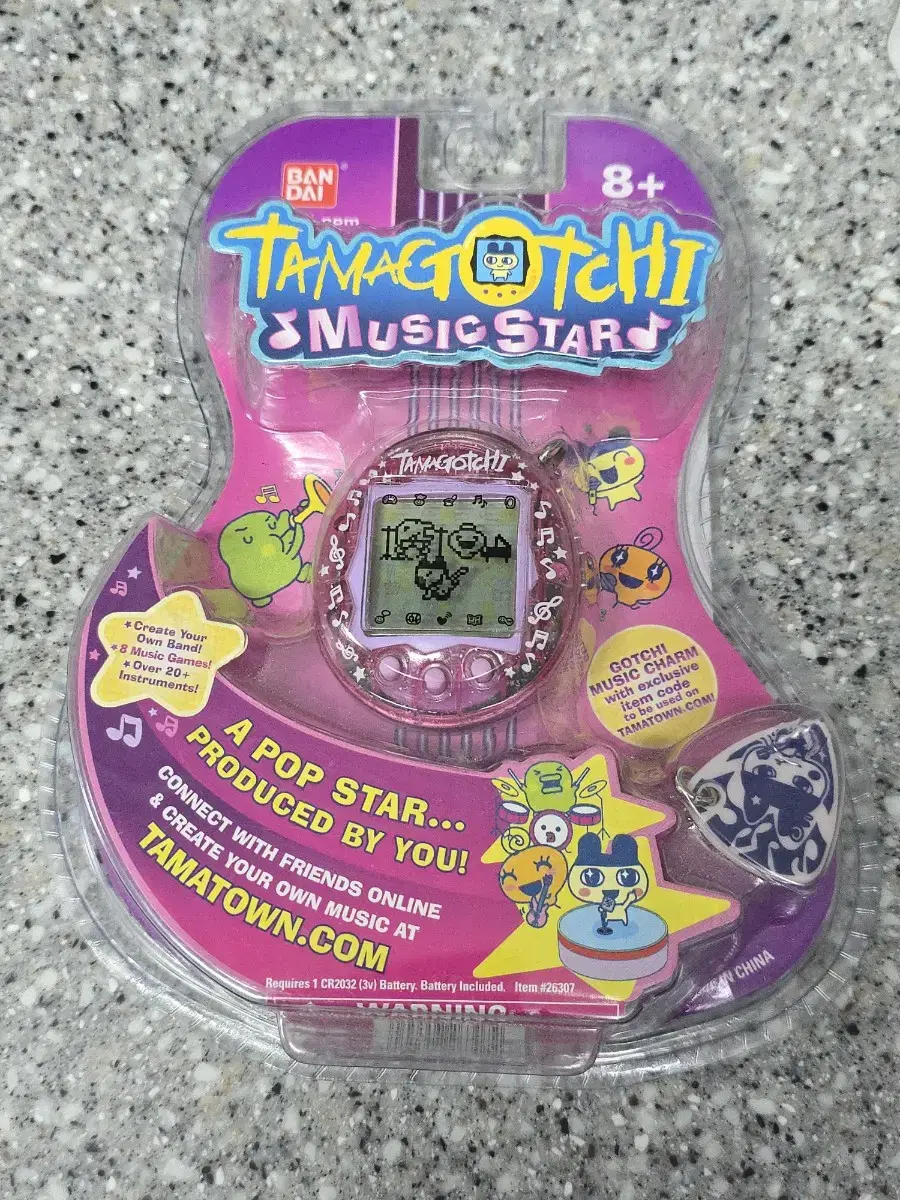 BAN
DAI
8+
TAMAGOTCHI
MUSIC STAR
TAMAGOTCHI
★Create Your
Own Band!
★8 Music Games!
★Over 20+
Instruments!
GOTCHI
MUSIC CHARM
with exclusive
item code
to be used on
TAMATOWN.COM!
A POP STAR...
PRODUCED BY YOU!
CONNECT WITH FRIENDS ONLINE
& CREATE YOUR OWN MUSIC AT
TAMATOWN.COM
CHINA
Requires 1 CR2032 (3v) Battery. Battery Included. Item #26307
WARNING